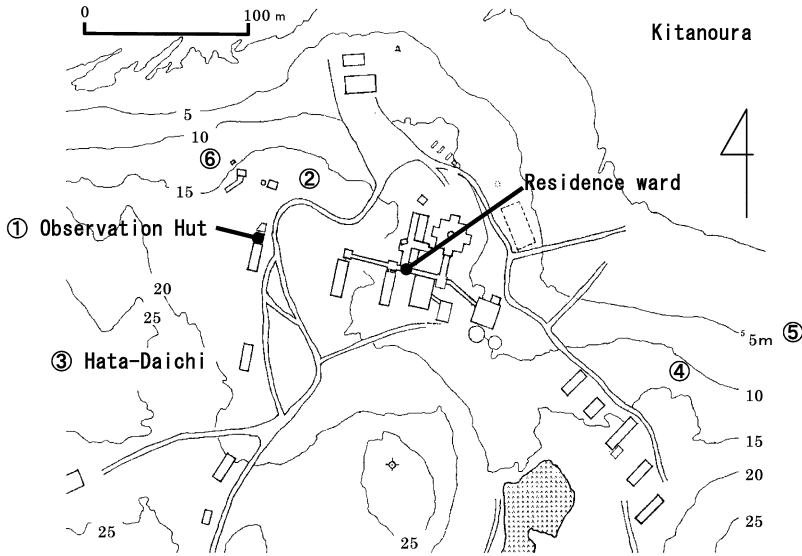 0 100 m
Kitanoura
5
10
⑥
15
②
Residence ward
① Observation Hut
20
25
5
5m ⑤
③ Hata-Daichi
④
10
15
20
25
25
25